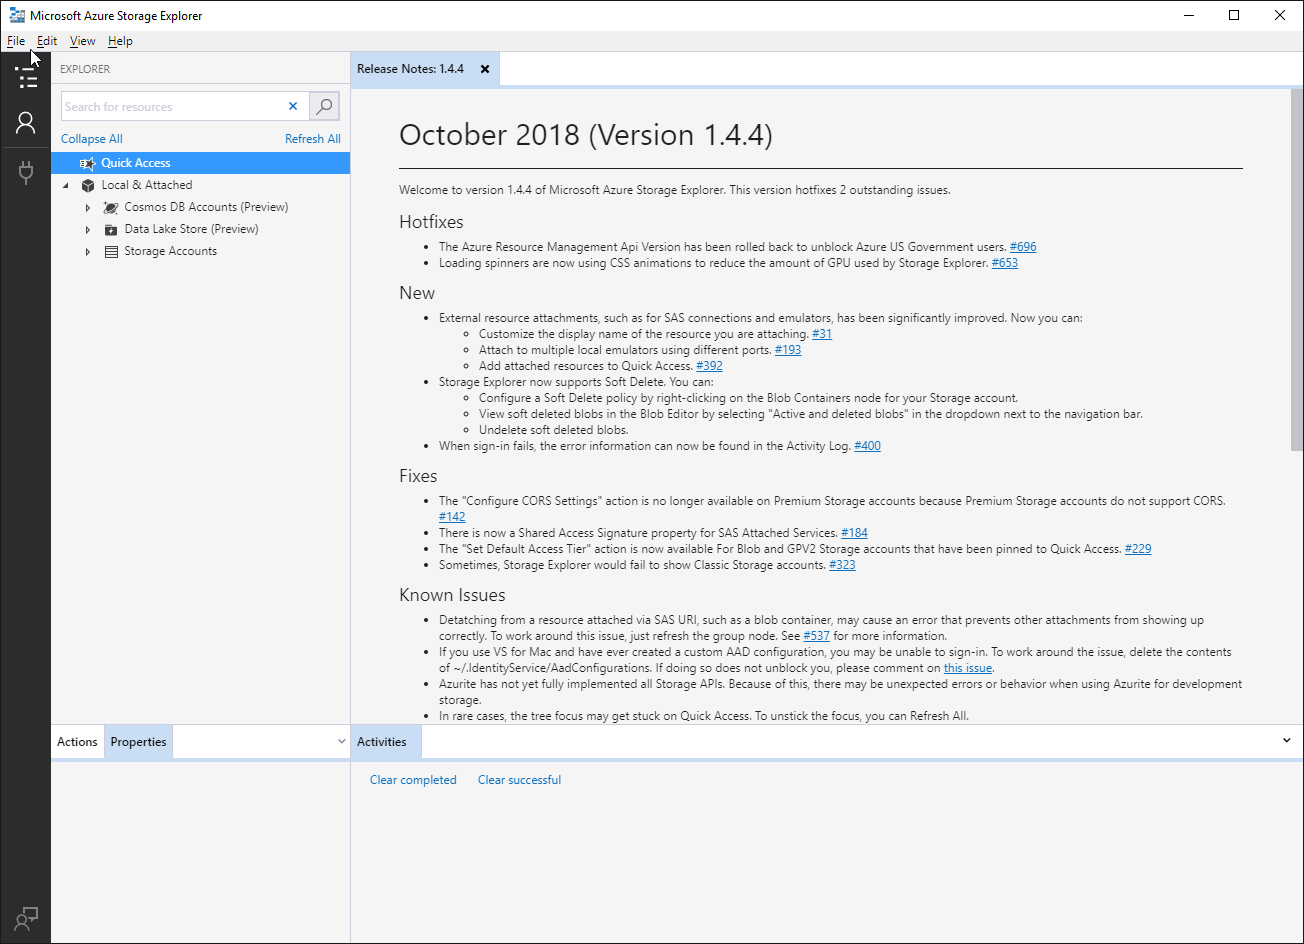 Microsoft Azure Storage Explorer
File Edit View Help
EXPLORER
Search for resources
Collapse All Refresh All
Quick Access
Local & Attached
Cosmos DB Accounts (Preview)
Data Lake Store (Preview)
Storage Accounts
Release Notes: 1.4.4
October 2018 (Version 1.4.4)
Welcome to version 1.4.4 of Microsoft Azure Storage Explorer. This version hotfixes 2 outstanding issues.
Hotfixes
• The Azure Resource Management Api Version has been rolled back to unblock Azure US Government users. #696
• Loading spinners are now using CSS animations to reduce the amount of GPU used by Storage Explorer. #653
New
• External resource attachments, such as for SAS connections and emulators, has been significantly improved. Now you can:
◦ Customize the display name of the resource you are attaching. #31
◦ Attach to multiple local emulators using different ports. #193
◦ Add attached resources to Quick Access. #392
• Storage Explorer now supports Soft Delete. You can:
◦ Configure a Soft Delete policy by right-clicking on the Blob Containers node for your Storage account.
◦ View soft deleted blobs in the Blob Editor by selecting "Active and deleted blobs" in the dropdown next to the navigation bar.
◦ Undelete soft deleted blobs.
• When sign-in fails, the error information can now be found in the Activity Log. #400
Fixes
• The "Configure CORS Settings" action is no longer available on Premium Storage accounts because Premium Storage accounts do not support CORS.
#142
• There is now a Shared Access Signature property for SAS Attached Services. #184
• The "Set Default Access Tier" action is now available For Blob and GPV2 Storage accounts that have been pinned to Quick Access. #229
• Sometimes, Storage Explorer would fail to show Classic Storage accounts. #323
Known Issues
• Detatching from a resource attached via SAS URI, such as a blob container, may cause an error that prevents other attachments from showing up
correctly. To work around this issue, just refresh the group node. See #537 for more information.
• If you use VS for Mac and have ever created a custom AAD configuration, you may be unable to sign-in. To work around the issue, delete the contents
of ~/.IdentityService/AadConfigurations. If doing so does not unblock you, please comment on this issue.
• Azurite has not yet fully implemented all Storage APIs. Because of this, there may be unexpected errors or behavior when using Azurite for development
storage.
• In rare cases, the tree focus may get stuck on Quick Access. To unstick the focus, you can Refresh All.
Actions Properties
Activities
Clear completed Clear successful